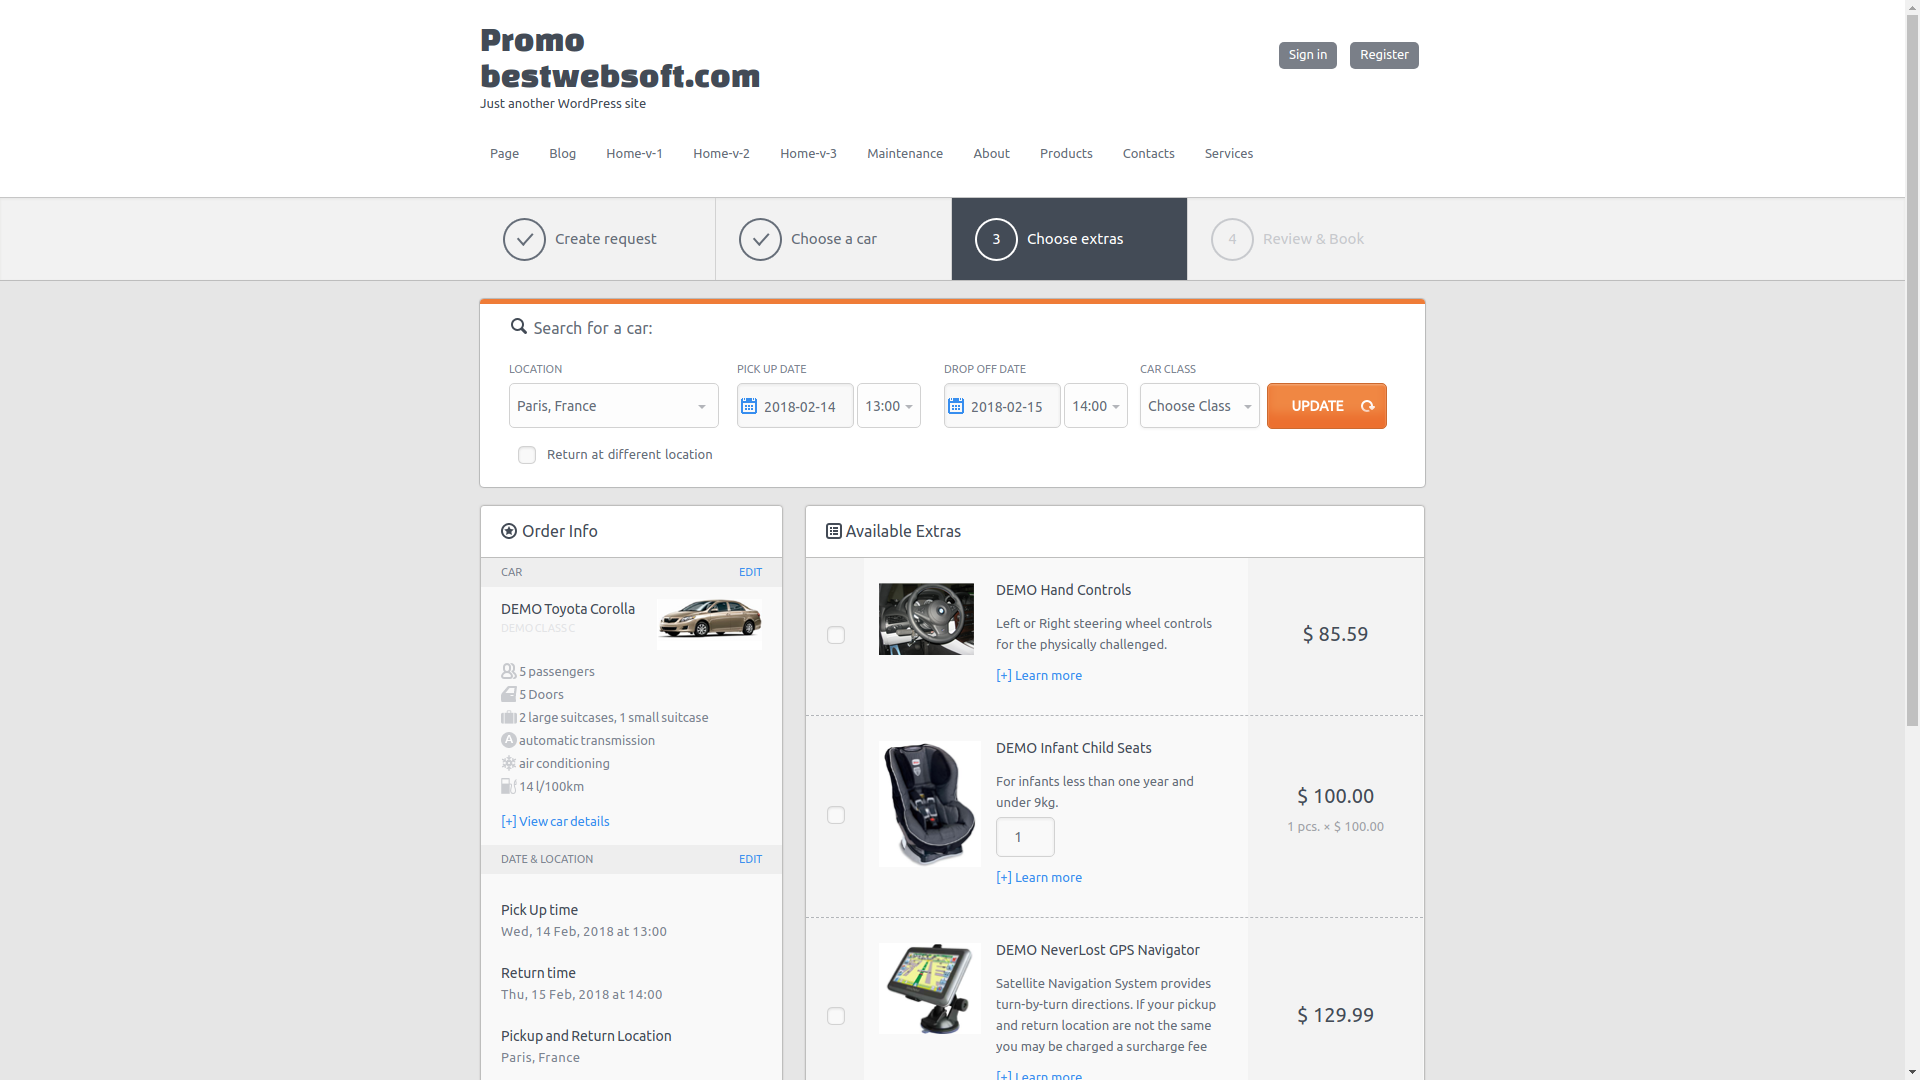 Promo
bestwebsoft.com
Just another WordPress site
Sign in
Register
Page
Blog
Home-v-1
Home-v-2
Home-v-3
Maintenance
About
Products
Contacts
Services
Create request
Choose a car
3
Choose extras
4
Review & Book
Search for a car:
LOCATION
PICK UP DATE
DROP OFF DATE
CAR CLASS
Paris, France
2018-02-14
13:00
2018-02-15
14:00
Choose Class
UPDATE
Return at different location
Order Info
CAR
EDIT
DEMO Toyota Corolla
DEMO CLASS C
5 passengers
5 Doors
2 large suitcases, 1 small suitcase
A
automatic transmission
air conditioning
14 l/100km
[+] View car details
DATE & LOCATION
EDIT
Pick Up time
Wed, 14 Feb, 2018 at 13:00
Return time
Thu, 15 Feb, 2018 at 14:00
Pickup and Return Location
Paris, France
Available Extras
DEMO Hand Controls
Left or Right steering wheel controls
for the physically challenged.
[+] Learn more
$ 85.59
DEMO Infant Child Seats
For infants less than one year and
under 9kg.
1
[+] Learn more
$ 100.00
1 pcs. × $ 100.00
DEMO NeverLost GPS Navigator
Satellite Navigation System provides
turn-by-turn directions. If your pickup
and return location are not the same
you may be charged a surcharge fee
[+] Learn more
$ 129.99